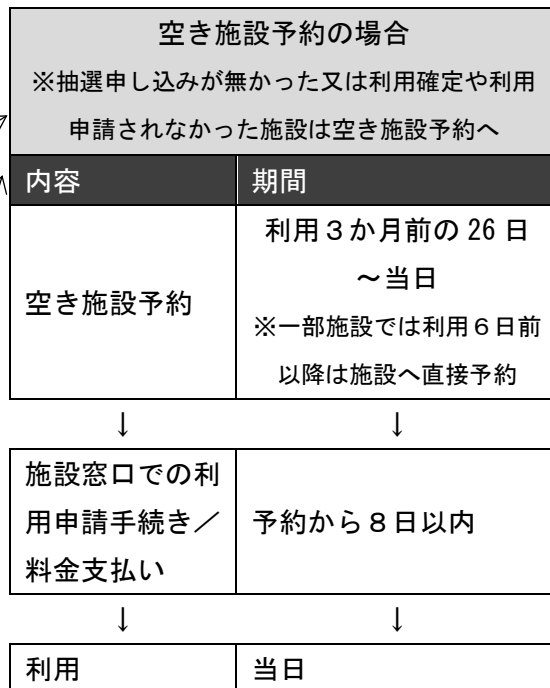 空き施設予約の場合
※抽選申し込みが無かった又は利用確定や利用
申請されなかった施設は空き施設予約へ
内容 期間
空き施設予約
利用３か月前の 26 日
～当日
※一部施設では利用６日前
以降は施設へ直接予約
↓ ↓
施設窓口での利
用申請手続き／
料金支払い
予約から８日以内
↓ ↓
利用 当日